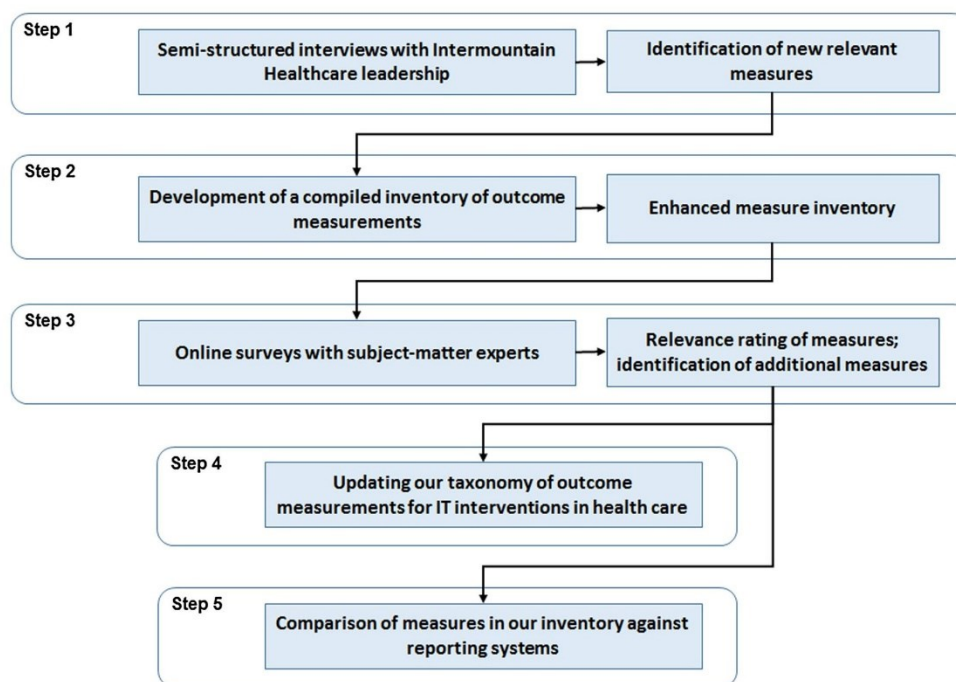 Step 1
Semi-structured interviews with Intermountain
Healthcare leadership
Identification of new relevant
measures
Step 2
Development of a compiled inventory of outcome
measurements
Enhanced measure inventory
Step 3
Online surveys with subject-matter experts
Relevance rating of measures;
identification of additional measures
Step 4
Updating our taxonomy of outcome
measurements for IT interventions in health care
Step 5
Comparison of measures in our inventory against
reporting systems